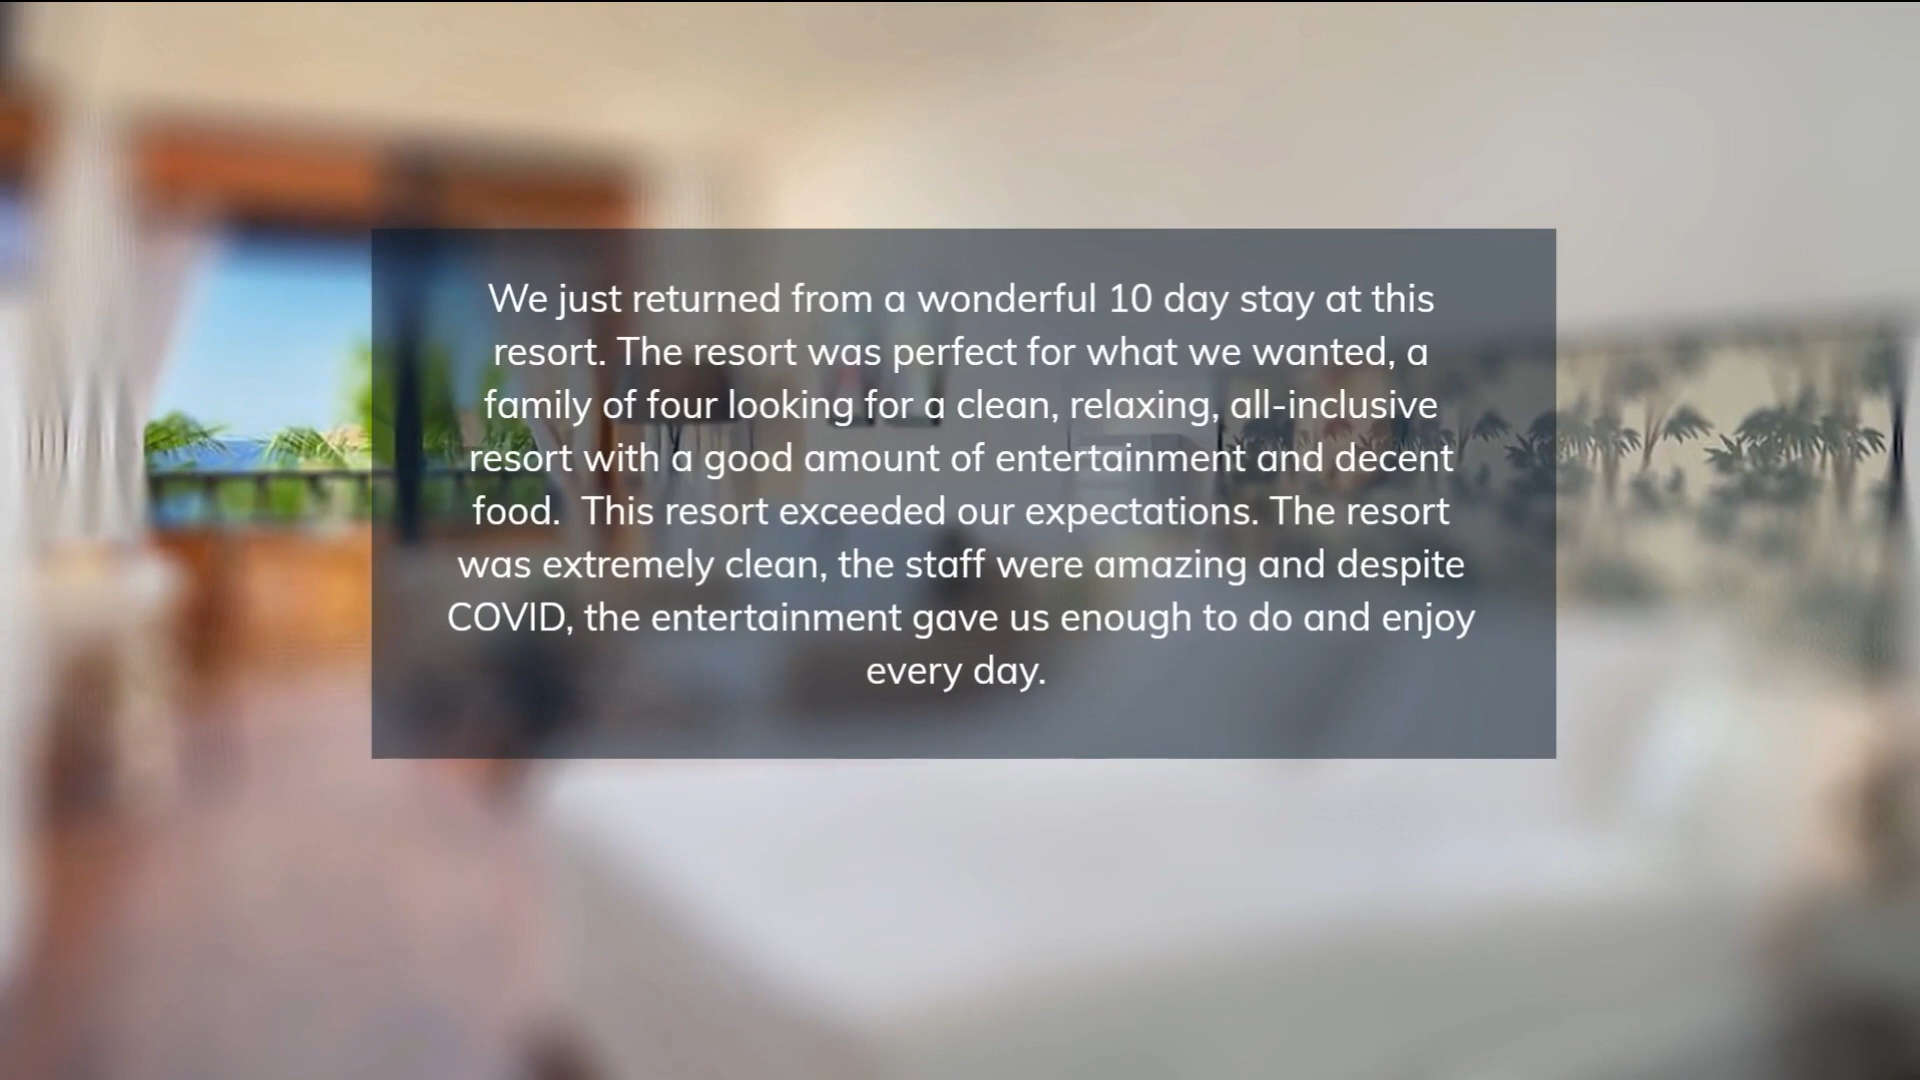 We just returned from a wonderful 10 day stay at this
resort. The resort was perfect for what we wanted, a
family of four looking for a clean, relaxing, all-inclusive
resort with a good amount of entertainment and decent
food.  This resort exceeded our expectations. The resort
was extremely clean, the staff were amazing and despite
COVID, the entertainment gave us enough to do and enjoy
every day.